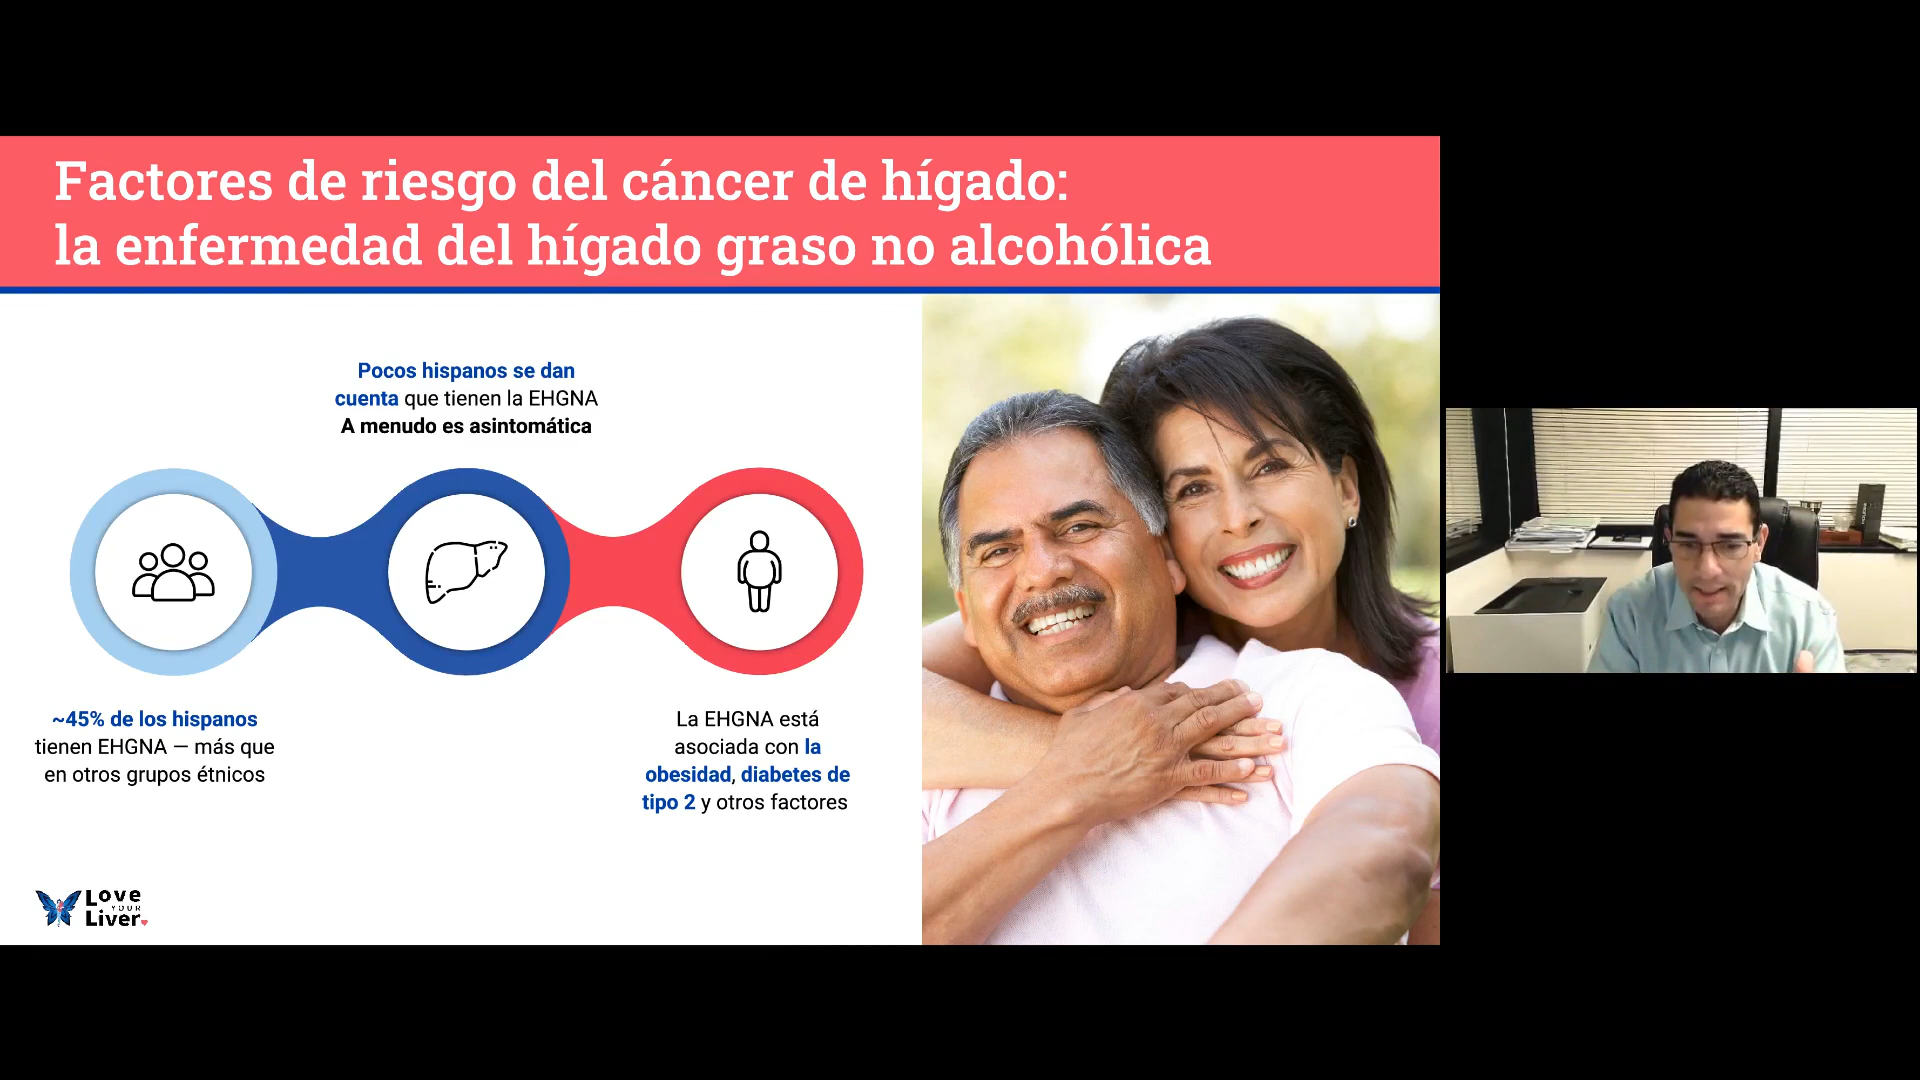 Factores de riesgo del cáncer de hígado:
la enfermedad del hígado graso no alcohólica
Pocos hispanos se dan
cuenta que tienen la EHGNA
A menudo es asintomática
~45% de los hispanos
tienen EHGNA — más que
en otros grupos étnicos
La EHGNA está
asociada con la
obesidad, diabetes de
tipo 2 y otros factores
Love
YOUR
Liver